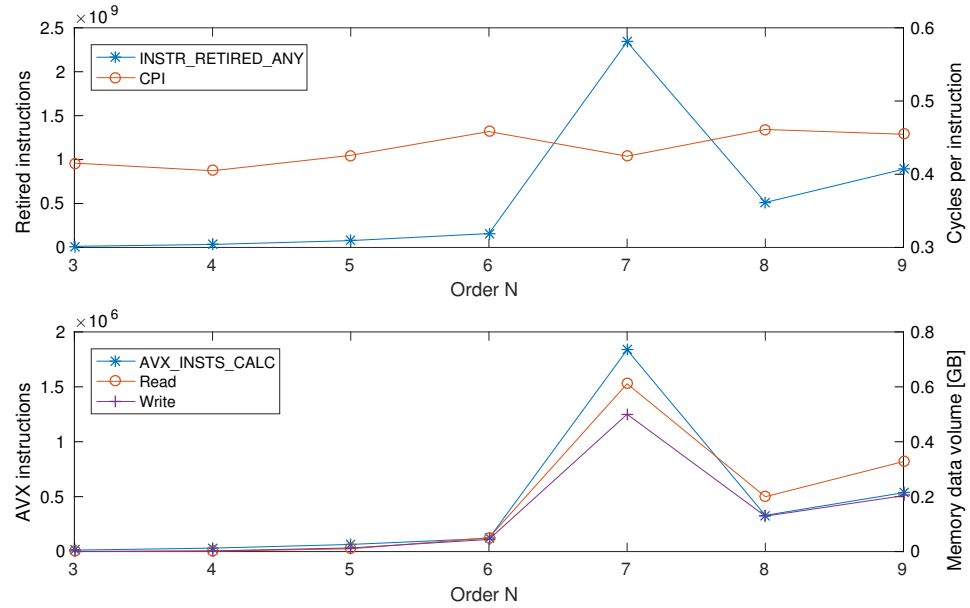 ×10^9
2.5
2
1.5
1
0.5
0
Retired instructions
INSTR_RETIRED_ANY
CPI
0.6
0.5
0.4
0.3
Cycles per instruction
3 4 5 6 7 8 9
Order N
×10^6
2
1.5
1
0.5
0
AVX instructions
AVX_INSTS_CALC
Read
Write
0.8
0.6
0.4
0.2
0
Memory data volume [GB]
3 4 5 6 7 8 9
Order N